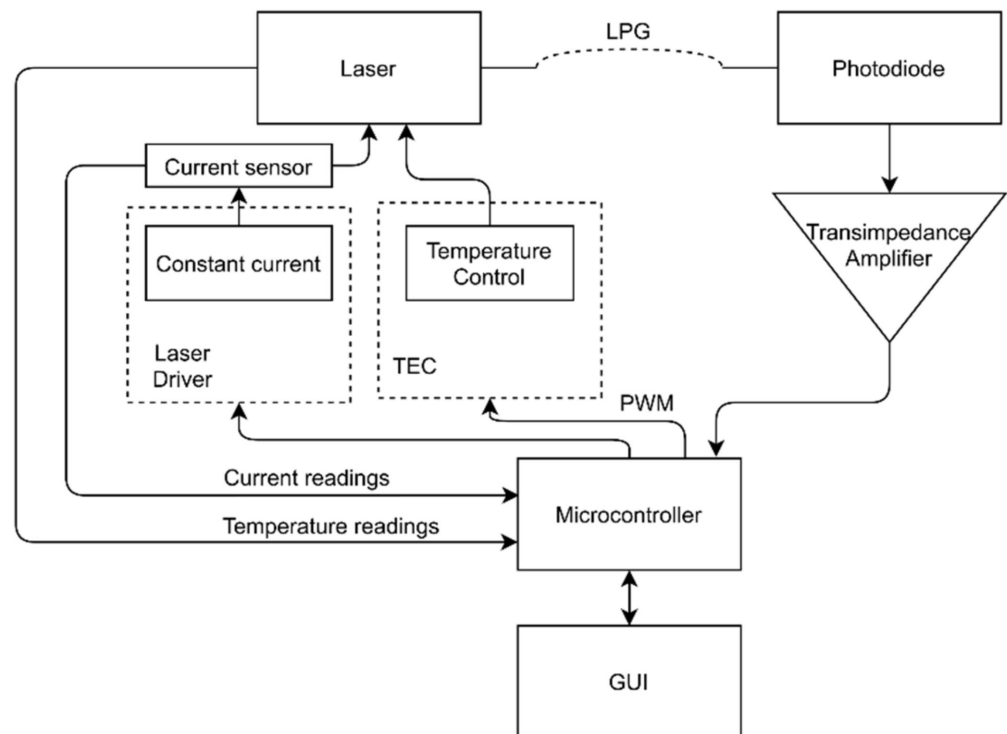 LPG
Laser
Photodiode
Current sensor
Transimpedance
Amplifier
Constant current
Temperature
Control
Laser
Driver
TEC
PWM
Current readings
Temperature readings
Microcontroller
GUI